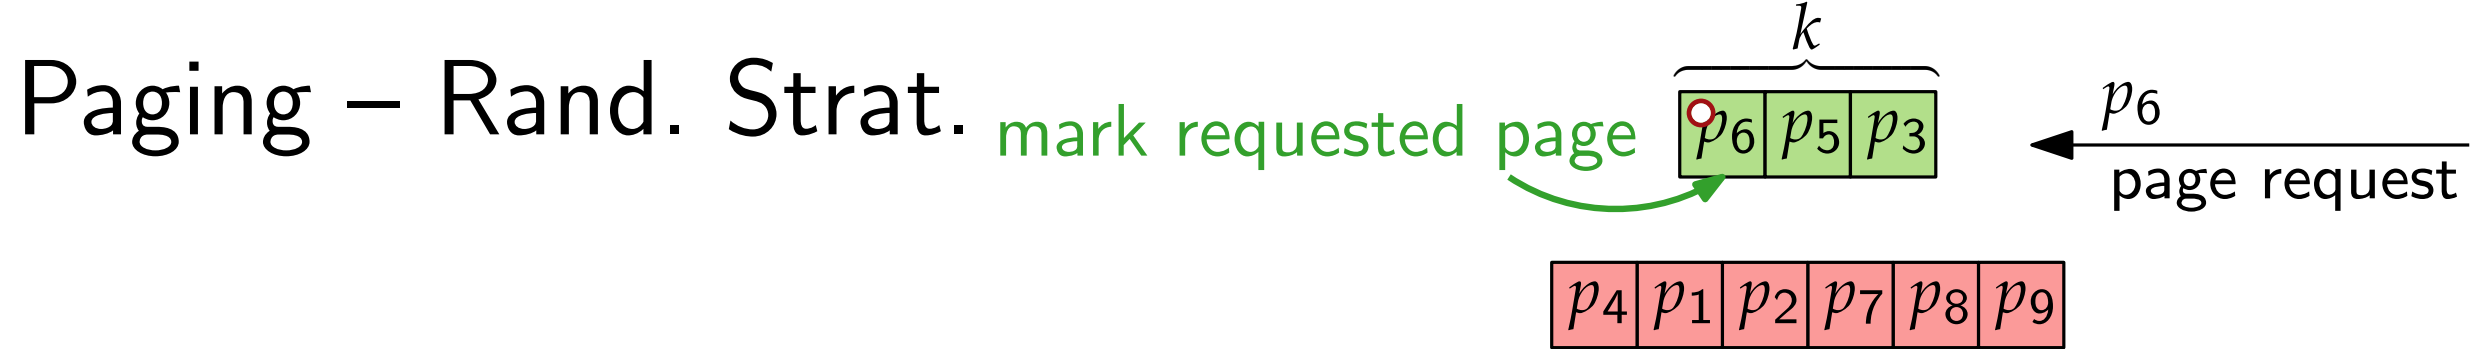 k
Paging – Rand. Strat.
mark requested page
p6 p5 p3
p6
page request
p4 p1 p2 p7 p8 p9